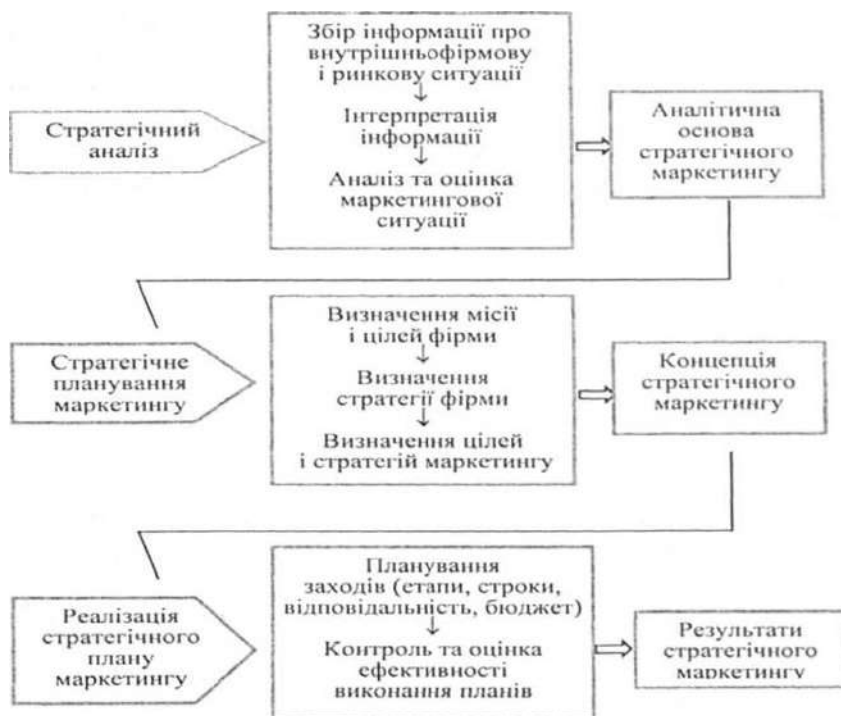 Стратегічний
аналіз
Збір інформації про
внутрішньофірмову
і ринкову ситуації
↓
Інтерпретація
інформації
↓
Аналіз та оцінка
маркетингової
ситуації
Аналітична
основа
стратегічного
маркетингу
Стратегічне
планування
маркетингу
Визначення місії
і цілей фірми
↓
Визначення
стратегії фірми
↓
Визначення цілей
і стратегій маркетингу
Концепція
стратегічного
маркетингу
Реалізація
стратегічного
плану
маркетингу
Планування
заходів (етапи, строки,
відповідальність, бюджет)
↓
Контроль та оцінка
ефективності
виконання планів
Результати
стратегічного
маркетингу